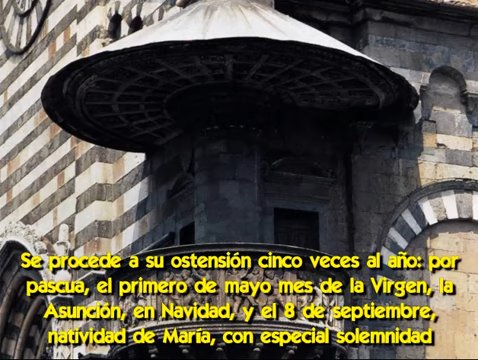 Se procede a su ostensión cinco veces al año: por
pascua, el primero de mayo mes de la Virgen, la
Asunción, en Navidad, y el 8 de septiembre,
natividad de María, con especial solemnidad